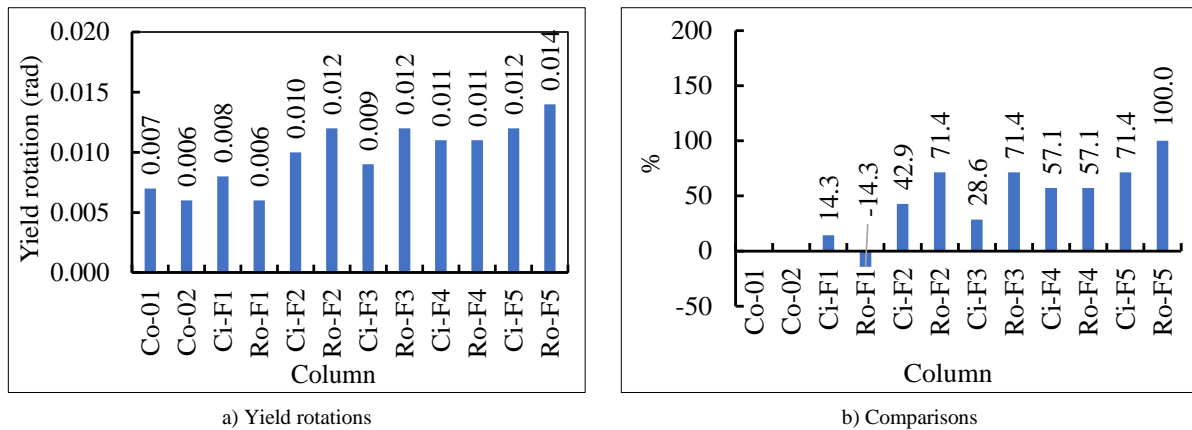 0.020
0.015
0.010
0.005
0.000
Yield rotation (rad)
0.007
0.006
0.008
0.006
0.010
0.012
0.009
0.012
0.011
0.011
0.012
0.014
Co-01
Co-02
Ci-F1
Ro-F1
Ci-F2
Ro-F2
Ci-F3
Ro-F3
Ci-F4
Ro-F4
Ci-F5
Ro-F5
Column
a) Yield rotations
200
150
100
50
0
-50
%
14.3
-14.3
42.9
71.4
28.6
71.4
57.1
57.1
71.4
100.0
Co-01
Co-02
Ci-F1
Ro-F1
Ci-F2
Ro-F2
Ci-F3
Ro-F3
Ci-F4
Ro-F4
Ci-F5
Ro-F5
Column
b) Comparisons